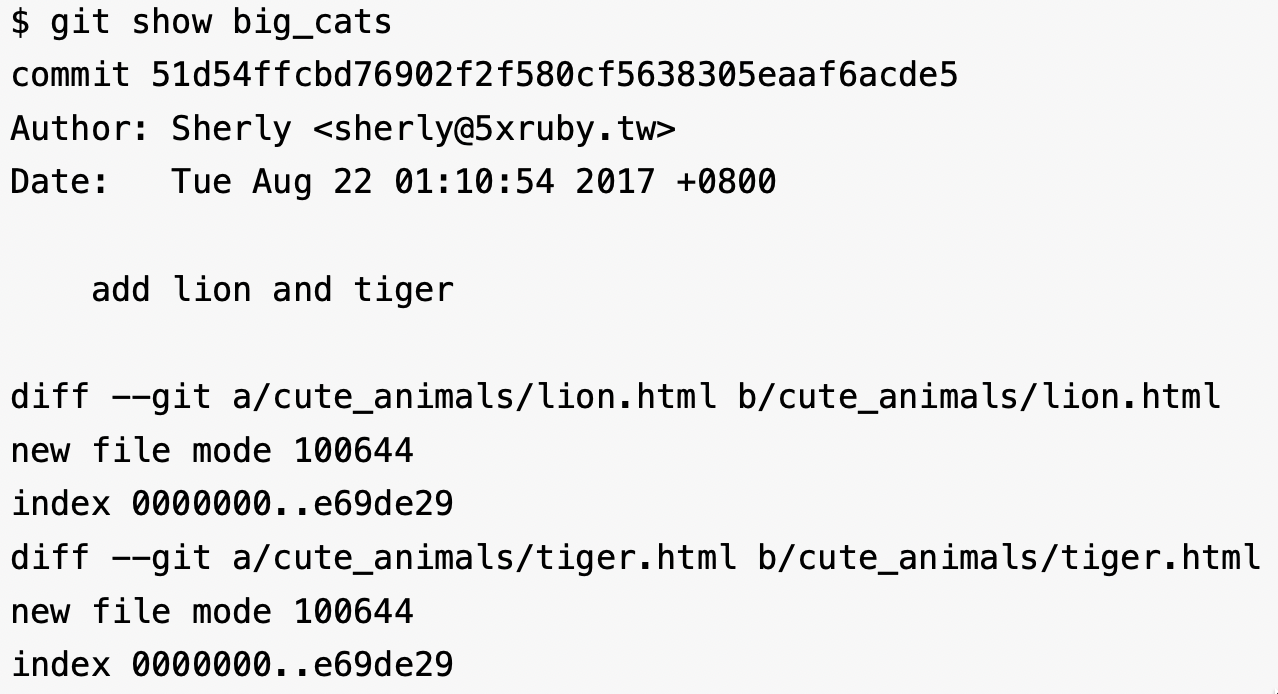 $ git show big_cats
commit 51d54ffcbd76902f2f580cf5638305eaaf6acde5
Author: Sherly <sherly@5xruby.tw>
Date:   Tue Aug 22 01:10:54 2017 +0800
    add lion and tiger
diff --git a/cute_animals/lion.html b/cute_animals/lion.html
new file mode 100644
index 0000000..e69de29
diff --git a/cute_animals/tiger.html b/cute_animals/tiger.html
new file mode 100644
index 0000000..e69de29